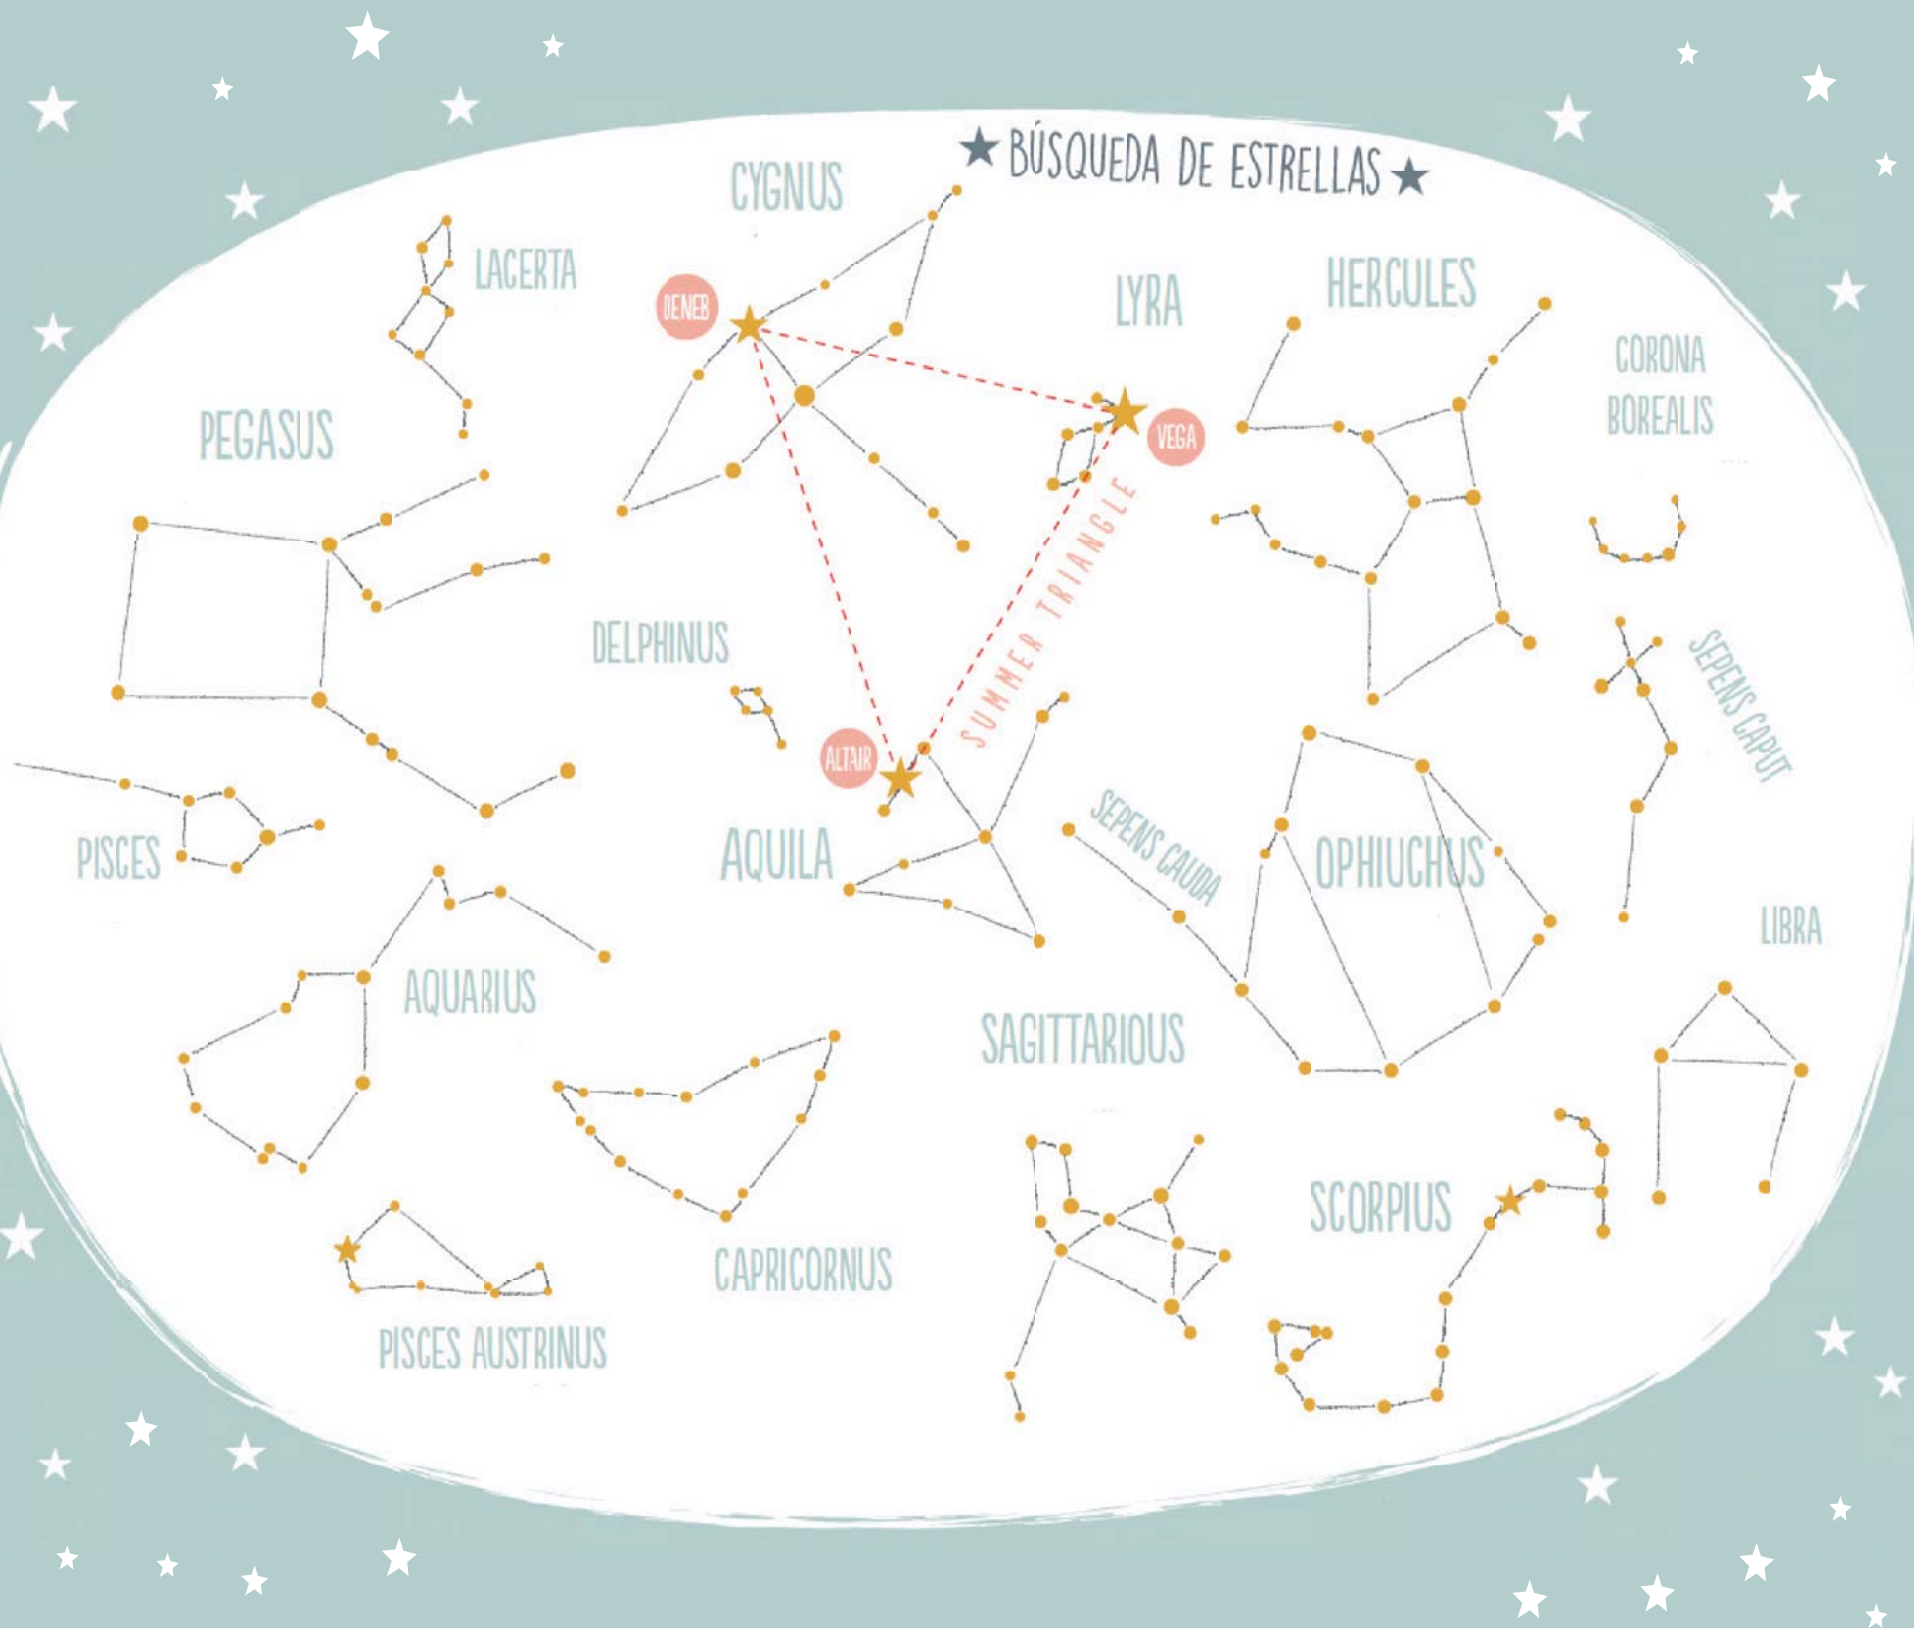 BÚSQUEDA DE ESTRELLAS
CYGNUS
LACERTA
DENEB
LYRA
HERCULES
CORONA
BOREALIS
PEGASUS
VEGA
SUMMER TRIANGLE
DELPHINUS
SEPENS CAPUT
ALTAIR
PISCES
AQUILA
SEPENS CAUDA
OPHIUCHUS
LIBRA
AQUARIUS
SAGITTARIOUS
SCORPIUS
CAPRICORNUS
PISCES AUSTRINUS